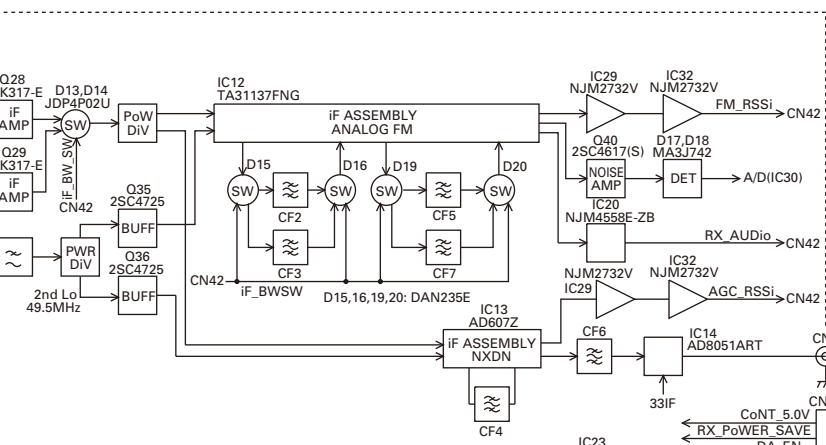 Q28
K317-E
iF
AMP
D13,D14
JDP4P02U
SW
PoW
DiV
IC12
TA31137FNG
iF ASSEMBLY
ANALOG FM
IC29
NJM2732V
IC32
NJM2732V
FM_RSSi
CN42
Q29
K317-E
iF
AMP
iF_BW_SW
CN42
Q35
2SC4725
BUFF
D15
SW
CF2
CF3
D16
SW
D19
SW
CF5
CF7
D20
SW
Q40
2SC4617(S)
NOISE
AMP
D17,D18
MA3J742
DET
A/D(IC30)
IC20
NJM4558E-ZB
RX_AUDio
CN42
PWR
DiV
Q36
2SC4725
BUFF
2nd Lo
49.5MHz
CN42
iF_BWSW
D15,16,19,20: DAN235E
NJM2732V
IC29
IC32
NJM2732V
AGC_RSSi
CN42
IC13
AD607Z
iF ASSEMBLY
NXDN
CF4
CF6
IC14
AD8051ART
33IF
CN
CN
CoNT_5.0V
RX_PoWER_SAVE
DA_EN
IC23